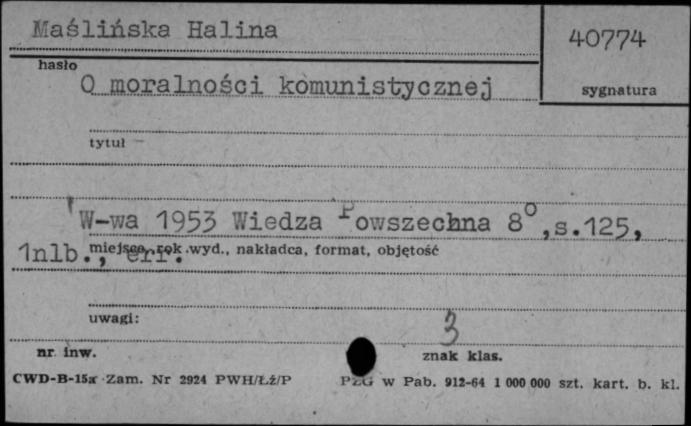 Maślińska Halina
40774
hasło
O moralności komunistycznej
sygnatura
tytuł
W-wa 1953 Wiedza Powszechna 8°, s.125,
1nlb., err.
miejsce, rok wyd., nakładca, format, objętość
uwagi:
3
nr. inw.
znak klas.
CWD-B-15a Zam. Nr 2924 PWH/Łź/P PZG w Pab. 912-64 1 000 000 szt. kart. b. kl.